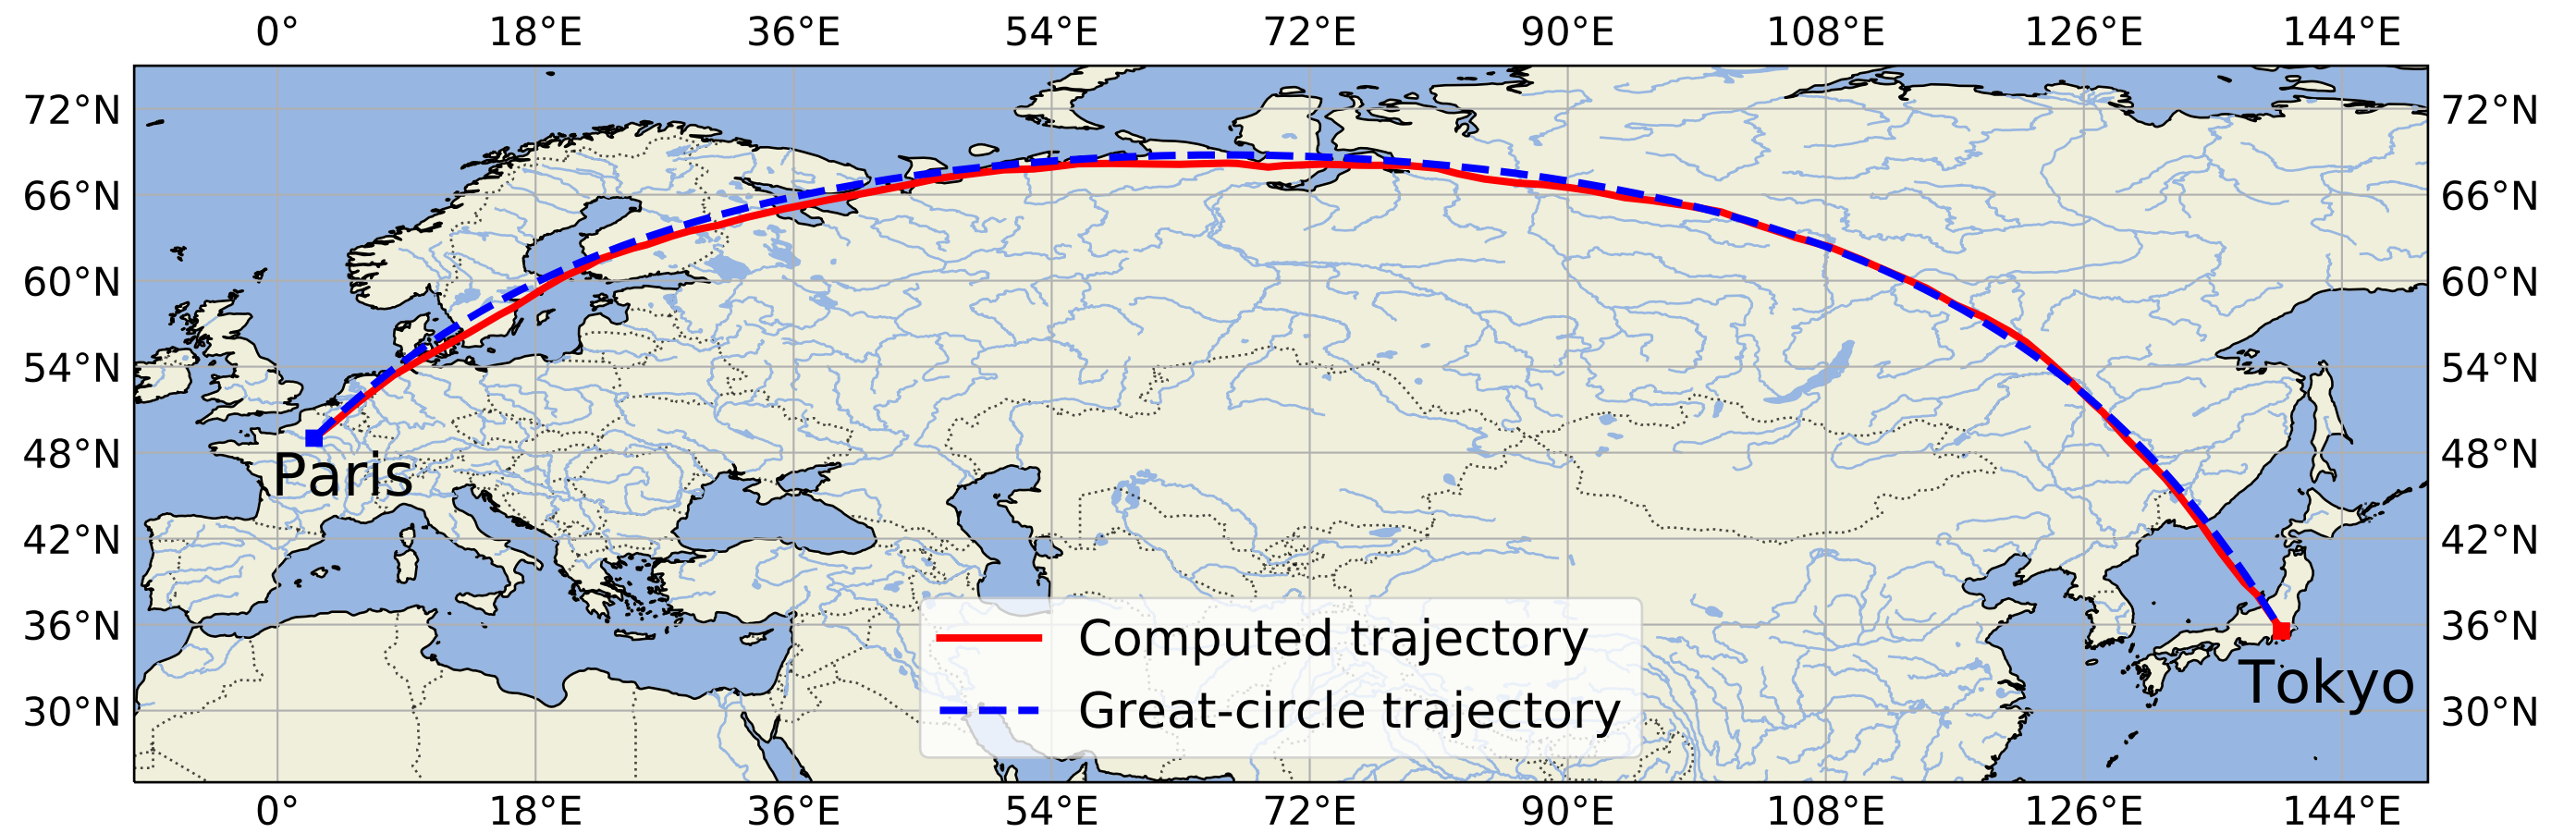 0° 18°E 36°E 54°E 72°E 90°E 108°E 126°E 144°E
72°N 72°N
66°N 66°N
60°N 60°N
54°N 54°N
48°N 48°N
Paris
42°N 42°N
36°N 36°N
Computed trajectory
Tokyo
30°N 30°N
Great-circle trajectory
0° 18°E 36°E 54°E 72°E 90°E 108°E 126°E 144°E